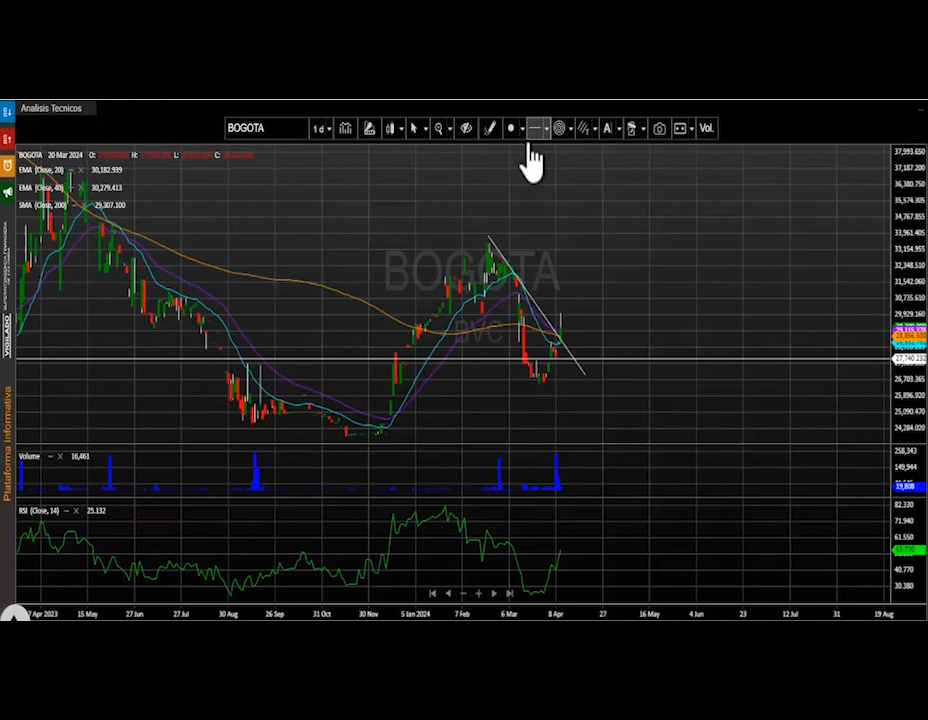 Analisis Tecnicos
BOGOTA 1 d Vol.
BOGOTA 20 Mar 2024 O: H: L: C:
EMA (Close, 20) 30,182.939
EMA (Close, 40) 30,279.413
SMA (Close, 200) 29,307.100
BOGOTA
BVC
37,993.650
37,187.200
36,380.750
35,574.305
34,767.855
33,961.405
33,154.955
32,348.510
31,542.060
30,735.610
29,929.160
27,740.232
26,703.365
25,896.920
25,090.470
24,284.020
Volume 16,461
258,343
149,944
19,808
RSI (Close, 14) 25.132
82.330
71.940
61.550
40.770
30.380
7 Apr 2023 15 May 27 Jun 27 Jul 30 Aug 26 Sep 31 Oct 30 Nov 5 Jan 2024 7 Feb 6 Mar 8 Apr 27 16 May 4 Jun 23 12 Jul 31 19 Aug
VIGILADO
Plataforma Informativa